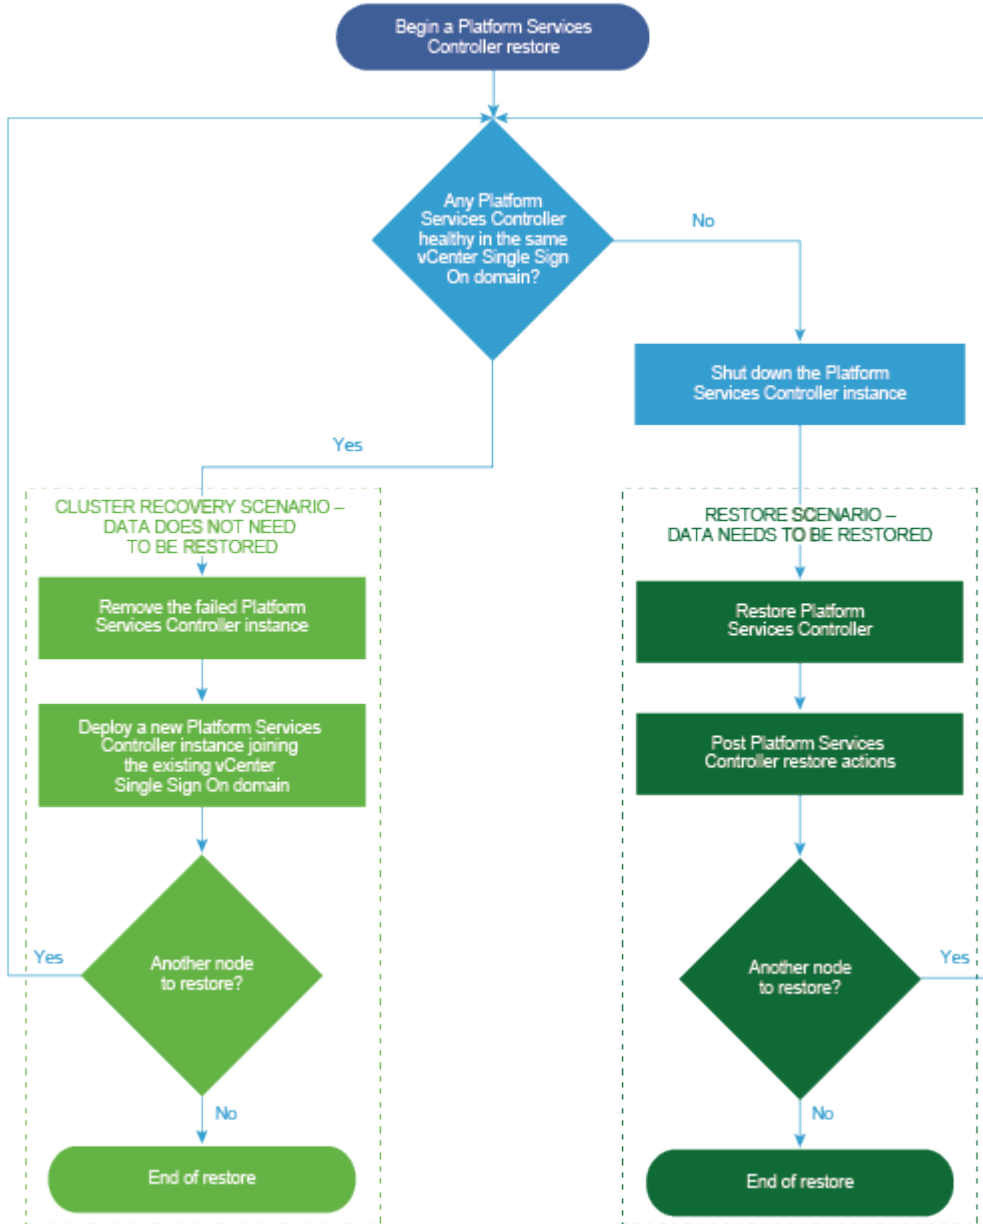 Begin a Platform Services
Controller restore
Any Platform
Services Controller
healthy in the same
vCenter Single Sign
On domain?
No
Shut down the Platform
Services Controller instance
Yes
CLUSTER RECOVERY SCENARIO –
DATA DOES NOT NEED
TO BE RESTORED
Remove the failed Platform
Services Controller instance
Deploy a new Platform Services
Controller instance joining
the existing vCenter
Single Sign On domain
Another node
to restore?
Yes
No
End of restore
RESTORE SCENARIO –
DATA NEEDS TO BE RESTORED
Restore Platform
Services Controller
Post Platform Services
Controller restore actions
Another node
to restore?
Yes
No
End of restore